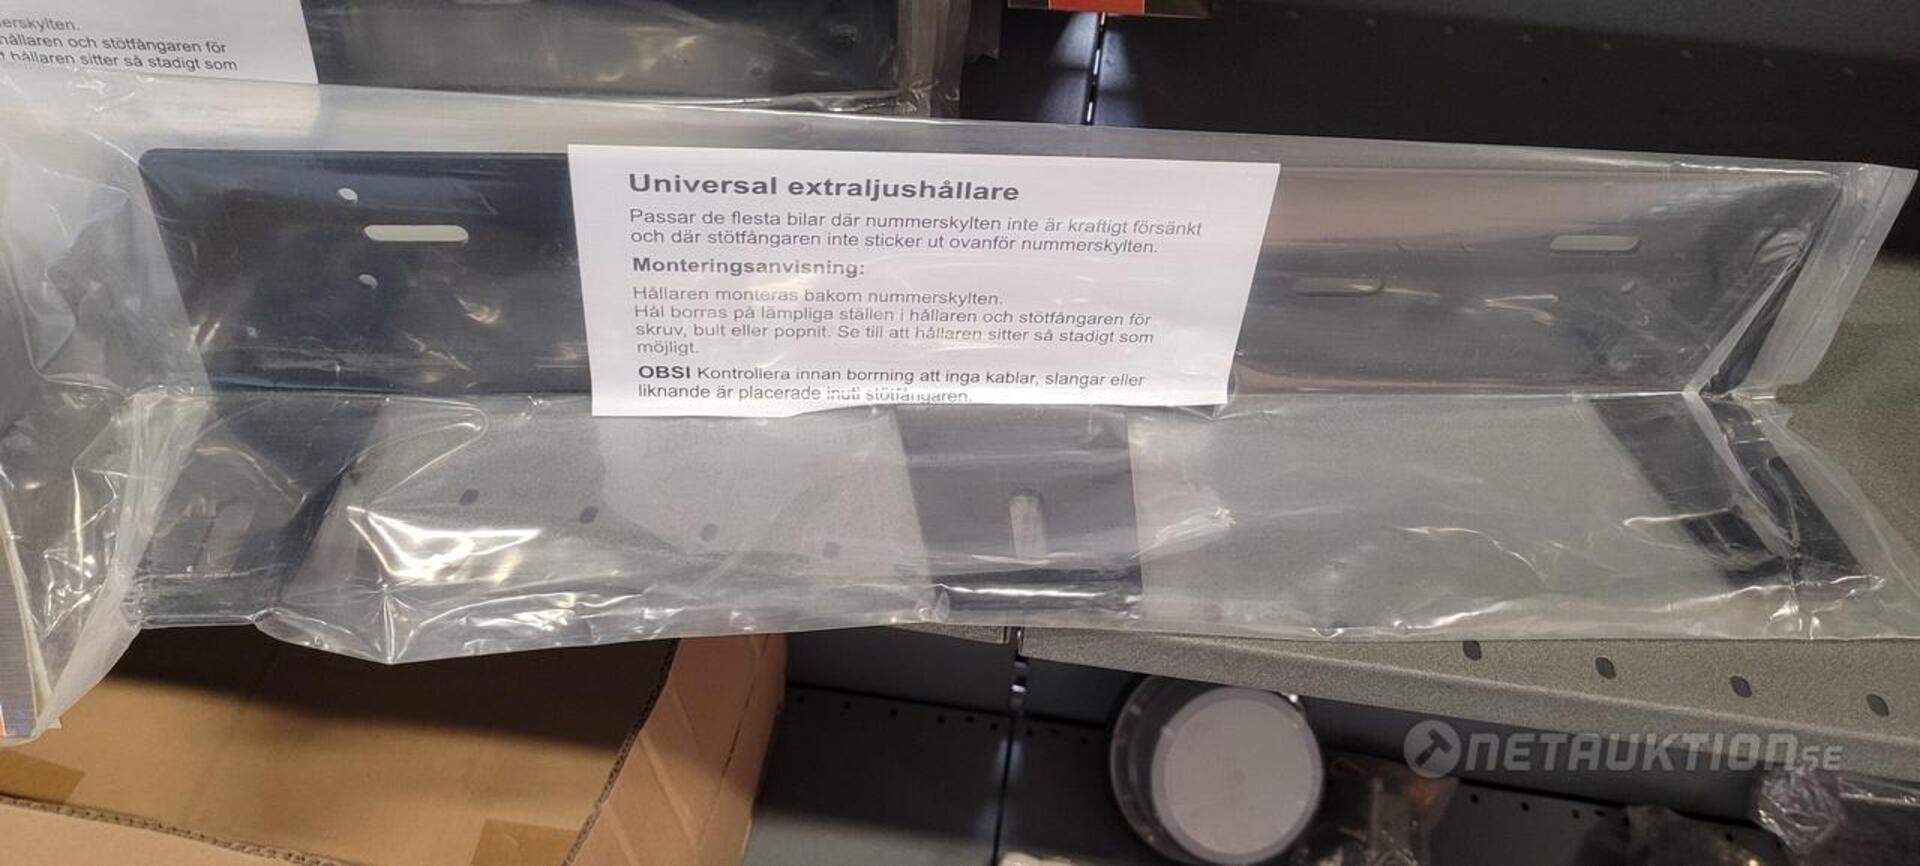 erskylten.
hållaren och stötfångaren för
hållaren sitter så stadigt som
Universal extraljushållare
Passar de flesta bilar där nummerskylten inte är kraftigt försänkt
och där stötfångaren inte sticker ut ovanför nummerskylten.
Monteringsanvisning:
Hållaren monteras bakom nummerskylten.
Hål borras på lämpliga ställen i hållaren och stötfångaren för
skruv, bult eller popnit. Se till att hållaren sitter så stadigt som
möjligt.
OBS! Kontrollera innan borrning att inga kablar, slangar eller
liknande är placerade inuti stötfångaren.
NETAUKTION.SE